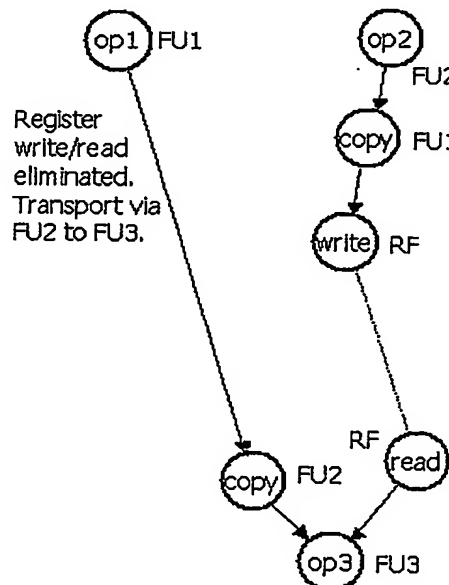 op1 FU1
op2
FU2
copy FU1
Register
write/read
eliminated.
Transport via
FU2 to FU3.
write RF
RF
read
copy FU2
op3 FU3